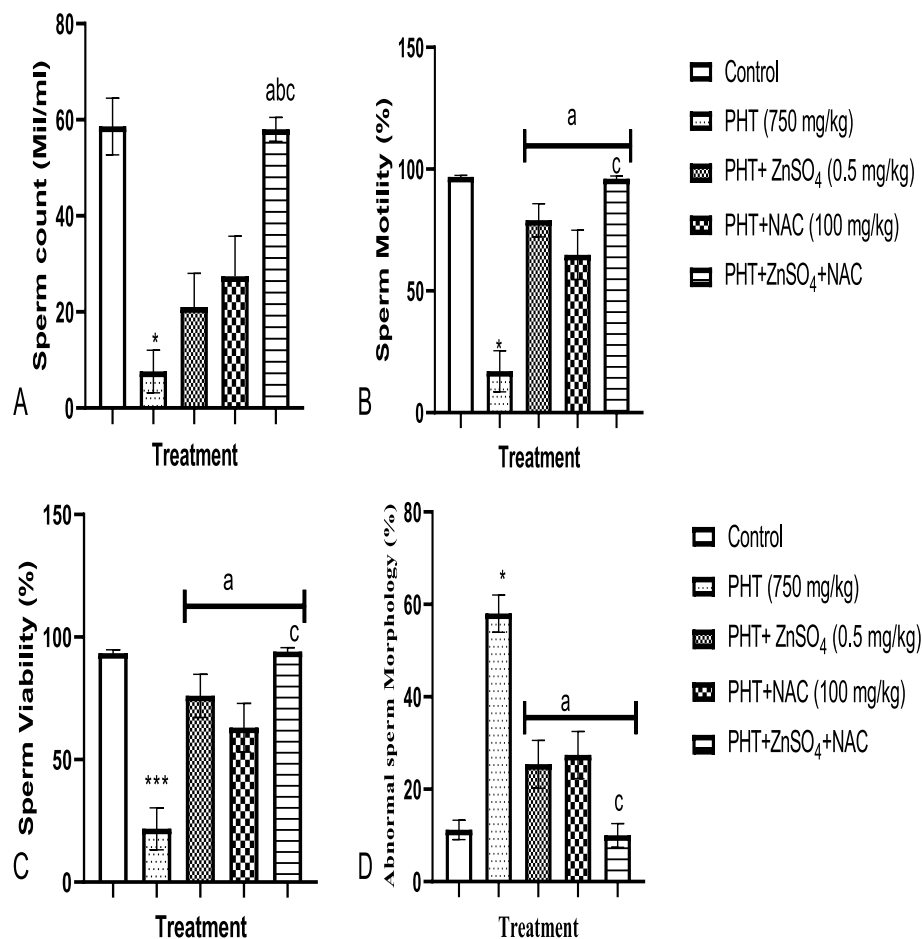 Sperm count (Mil/ml)
80
60
40
20
0
*
abc
A
Treatment
Sperm Motility (%)
150
100
50
0
*
a
c
B
Treatment
Control
PHT (750 mg/kg)
PHT+ ZnSO4 (0.5 mg/kg)
PHT+NAC (100 mg/kg)
PHT+ZnSO4+NAC
Sperm Viability (%)
150
100
50
0
***
a
c
C
Treatment
Abnormal sperm Morphology (%)
80
60
40
20
0
*
a
c
D
Treatment
Control
PHT (750 mg/kg)
PHT+ ZnSO4 (0.5 mg/kg)
PHT+NAC (100 mg/kg)
PHT+ZnSO4+NAC